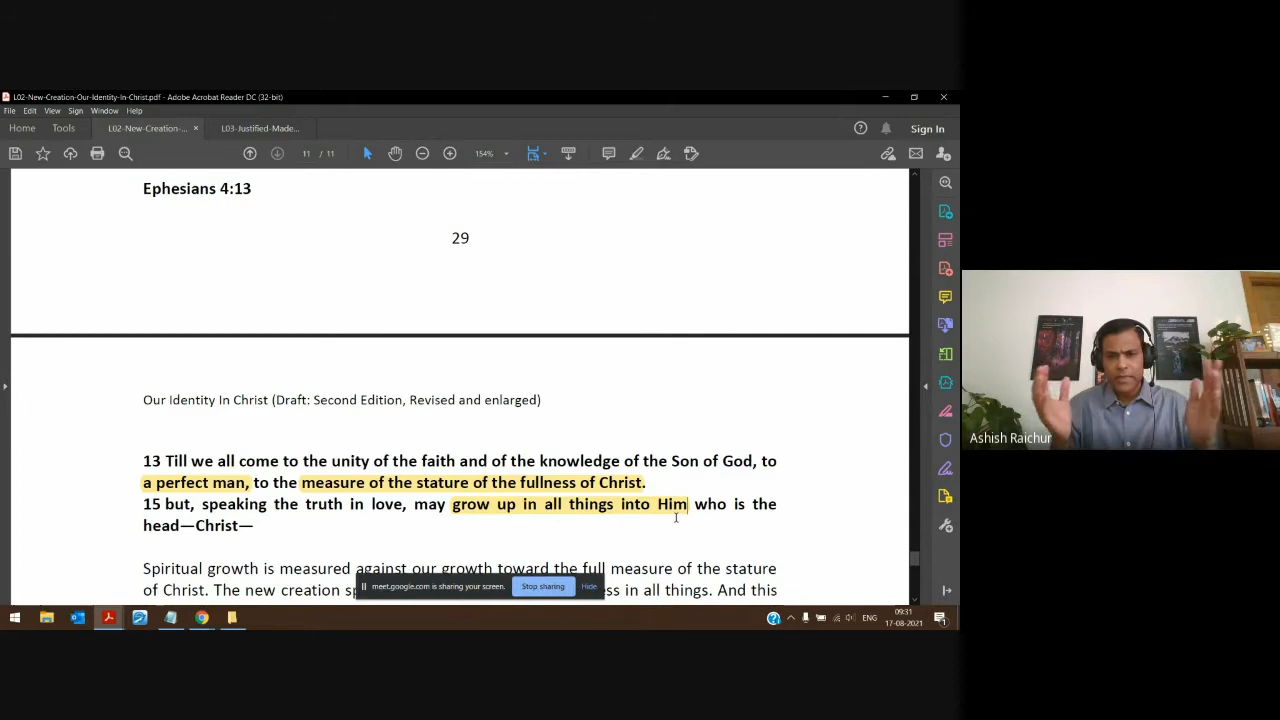 L02-New-Creation-Our-Identity-In-Christ.pdf - Adobe Acrobat Reader DC (32-bit)
File Edit View Sign Window Help
Home Tools L02-New-Creation-... × L03-Justified-Made...
Sign In
11 / 11 154%
Ephesians 4:13
29
Our Identity In Christ (Draft: Second Edition, Revised and enlarged)
13 Till we all come to the unity of the faith and of the knowledge of the Son of God, to
a perfect man, to the measure of the stature of the fullness of Christ.
15 but, speaking the truth in love, may grow up in all things into Him who is the
head—Christ—
Spiritual growth is measured against our growth toward the full measure of the stature
of Christ. The new creation ess in all things. And this
meet.google.com is sharing your screen. Stop sharing Hide
Ashish Raichur
ENG
09:31
17-08-2021